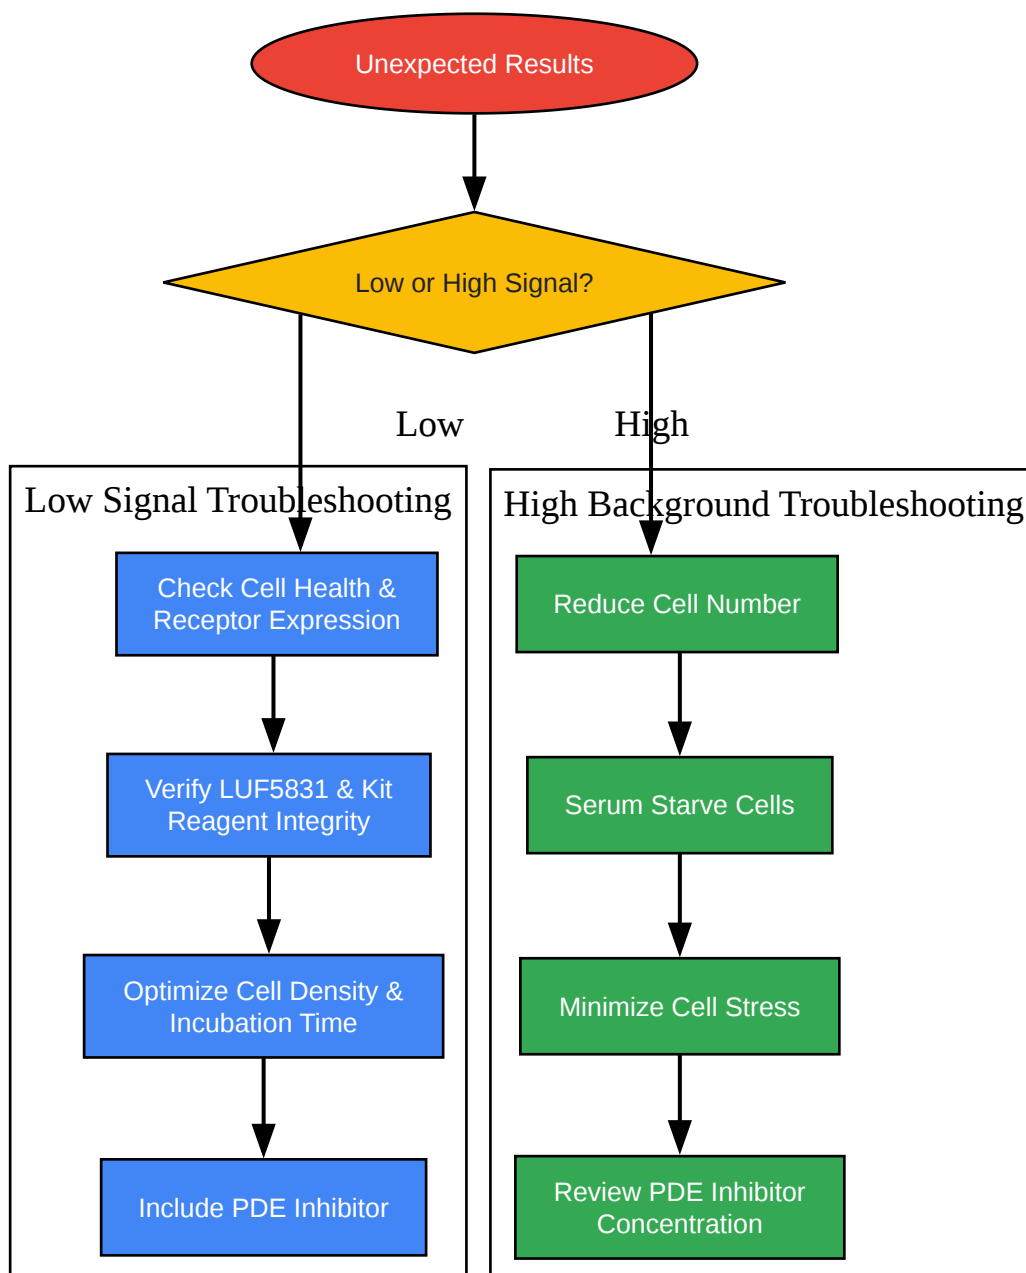 Unexpected Results
Low or High Signal?
Low
High
Low Signal Troubleshooting
Check Cell Health &
Receptor Expression
Verify LUF5831 & Kit
Reagent Integrity
Optimize Cell Density &
Incubation Time
Include PDE Inhibitor
High Background Troubleshooting
Reduce Cell Number
Serum Starve Cells
Minimize Cell Stress
Review PDE Inhibitor
Concentration